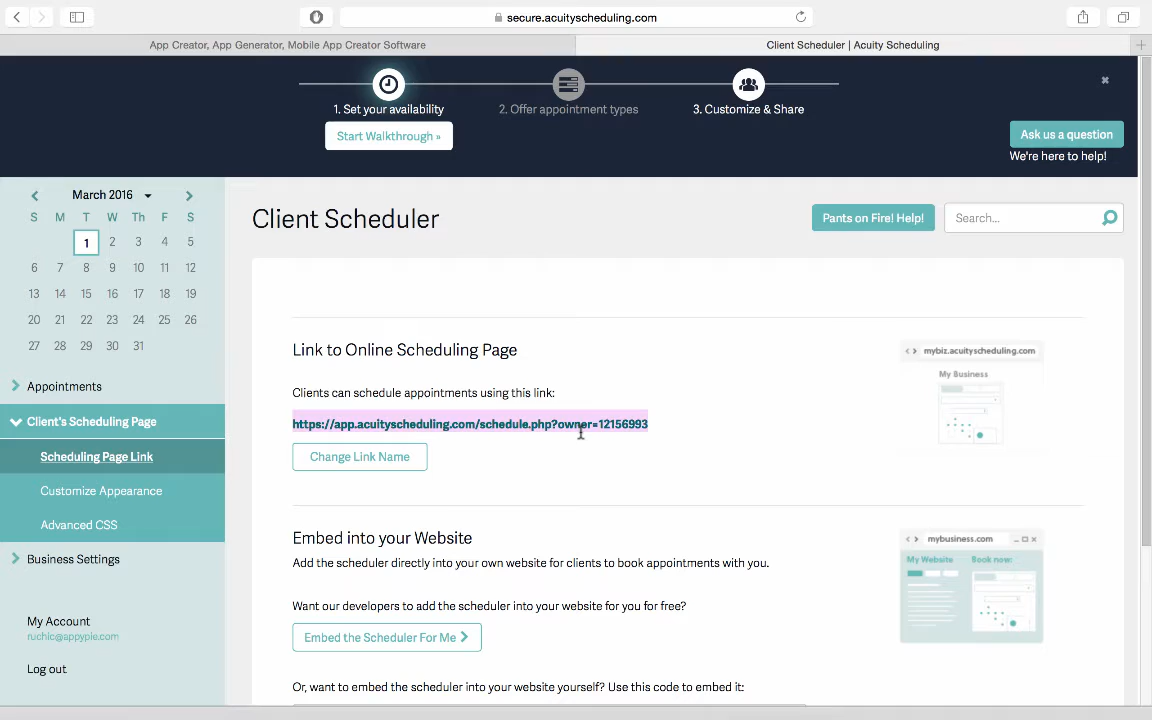 secure.acuityscheduling.com
App Creator, App Generator, Mobile App Creator Software
Client Scheduler | Acuity Scheduling
1. Set your availability
2. Offer appointment types
3. Customize & Share
Start Walkthrough »
Ask us a question
We're here to help!
March 2016
S M T W Th F S
1 2 3 4 5
6 7 8 9 10 11 12
13 14 15 16 17 18 19
20 21 22 23 24 25 26
27 28 29 30 31
Appointments
Client's Scheduling Page
Scheduling Page Link
Customize Appearance
Advanced CSS
Business Settings
My Account
ruchic@appypie.com
Log out
Client Scheduler
Pants on Fire! Help!
Search...
Link to Online Scheduling Page
Clients can schedule appointments using this link:
https://app.acuityscheduling.com/schedule.php?owner=12156993
Change Link Name
mybiz.acuityscheduling.com
My Business
Embed into your Website
Add the scheduler directly into your own website for clients to book appointments with you.
Want our developers to add the scheduler into your website for you for free?
Embed the Scheduler For Me
mybusiness.com
My Website
Book now:
Or, want to embed the scheduler into your website yourself? Use this code to embed it: